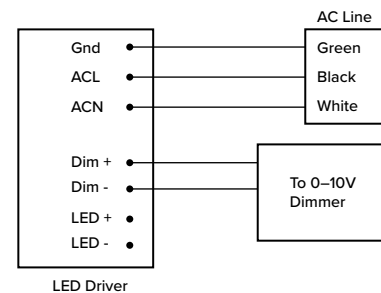 AC Line
Gnd
Green
ACL
Black
ACN
White
Dim +
Dim -
To 0–10V
Dimmer
LED +
LED -
LED Driver